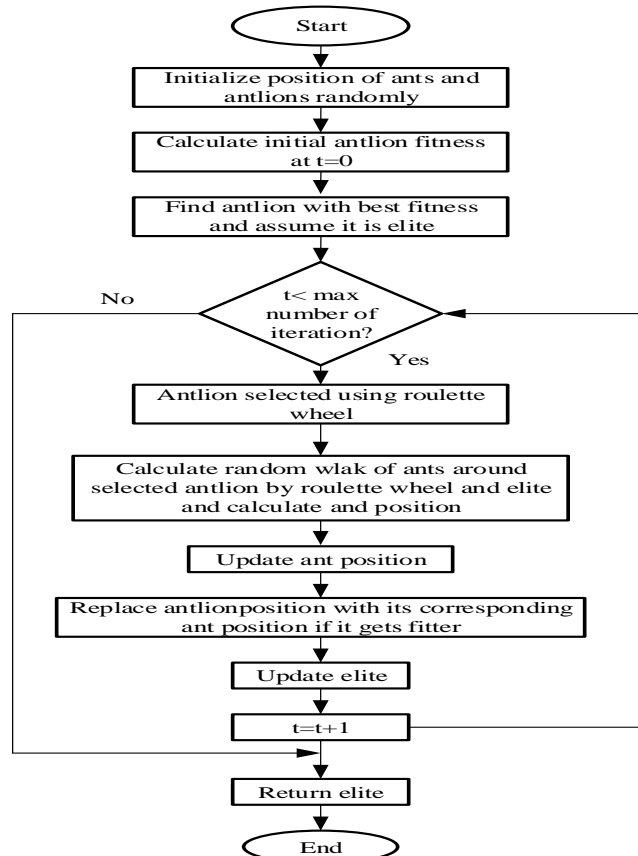 Start
Initialize position of ants and
antlions randomly
Calculate initial antlion fitness
at t=0
Find antlion with best fitness
and assume it is elite
t< max
number of
iteration?
No
Yes
Antlion selected using roulette
wheel
Calculate random wlak of ants around
selected antlion by roulette wheel and elite
and calculate and position
Update ant position
Replace antlionposition with its corresponding
ant position if it gets fitter
Update elite
t=t+1
Return elite
End